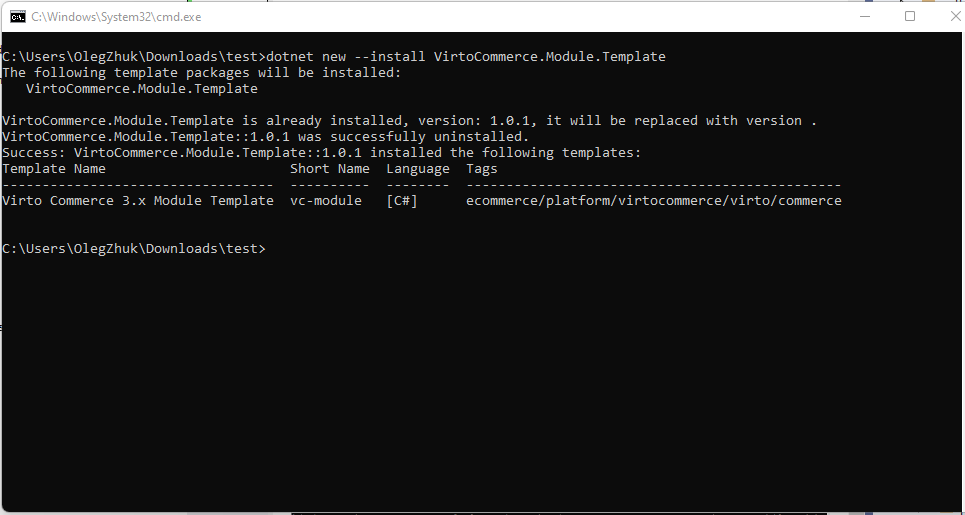 C:\Windows\System32\cmd.exe
C:\Users\OlegZhuk\Downloads\test>dotnet new --install VirtoCommerce.Module.Template
The following template packages will be installed:
   VirtoCommerce.Module.Template
VirtoCommerce.Module.Template is already installed, version: 1.0.1, it will be replaced with version .
VirtoCommerce.Module.Template::1.0.1 was successfully uninstalled.
Success: VirtoCommerce.Module.Template::1.0.1 installed the following templates:
Template Name                       Short Name  Language  Tags
----------------------------------  ----------  --------  -----------------------------------------------
Virto Commerce 3.x Module Template  vc-module   [C#]      ecommerce/platform/virtocommerce/virto/commerce
C:\Users\OlegZhuk\Downloads\test>